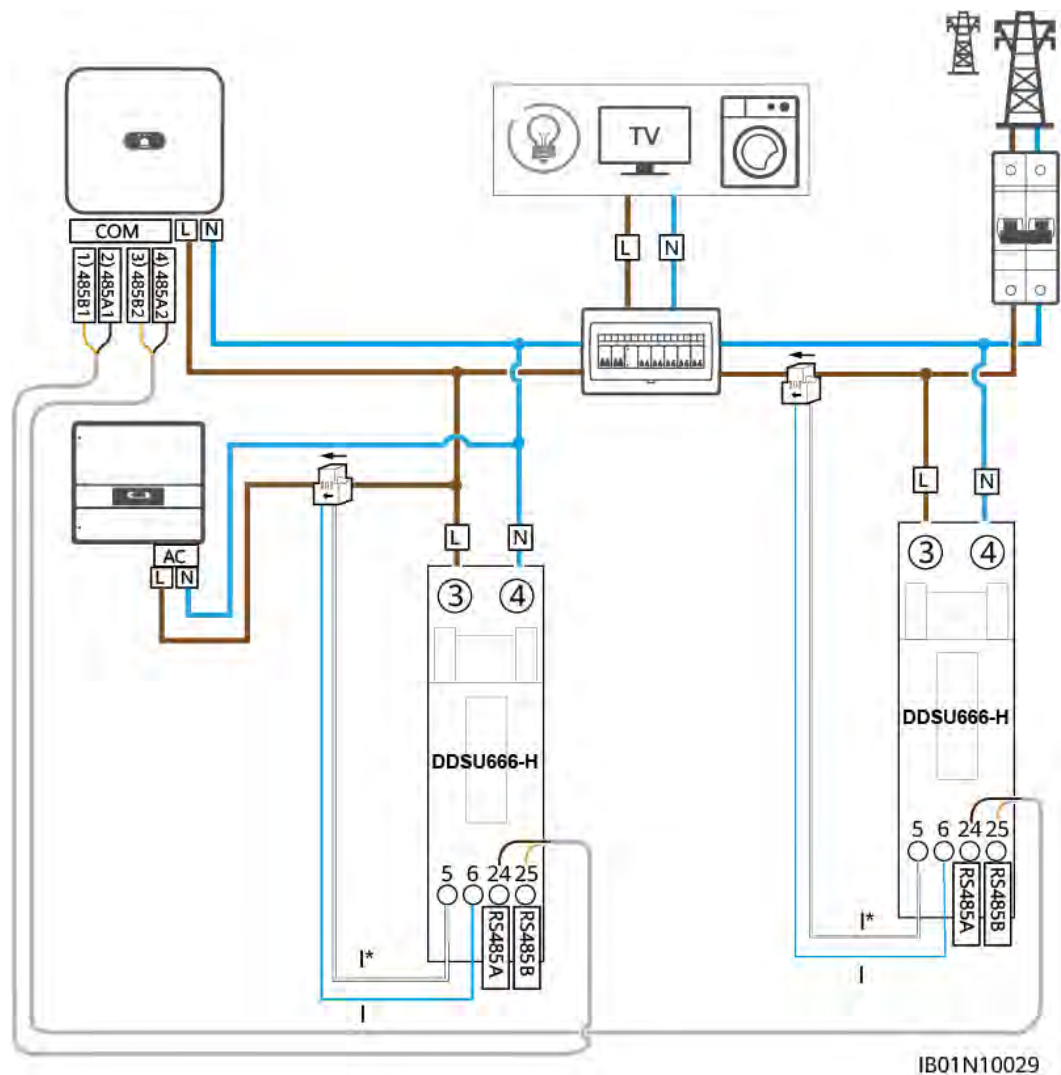 TV
COM
L
N
1) 485B1
2) 485A1
3) 485B2
4) 485A2
L
N
AC
L
N
L
N
3
4
DDSU666-H
5
6
24
25
RS485A
RS485B
I*
I
L
N
3
4
DDSU666-H
5
6
24
25
RS485A
RS485B
I*
I
IB01N10029